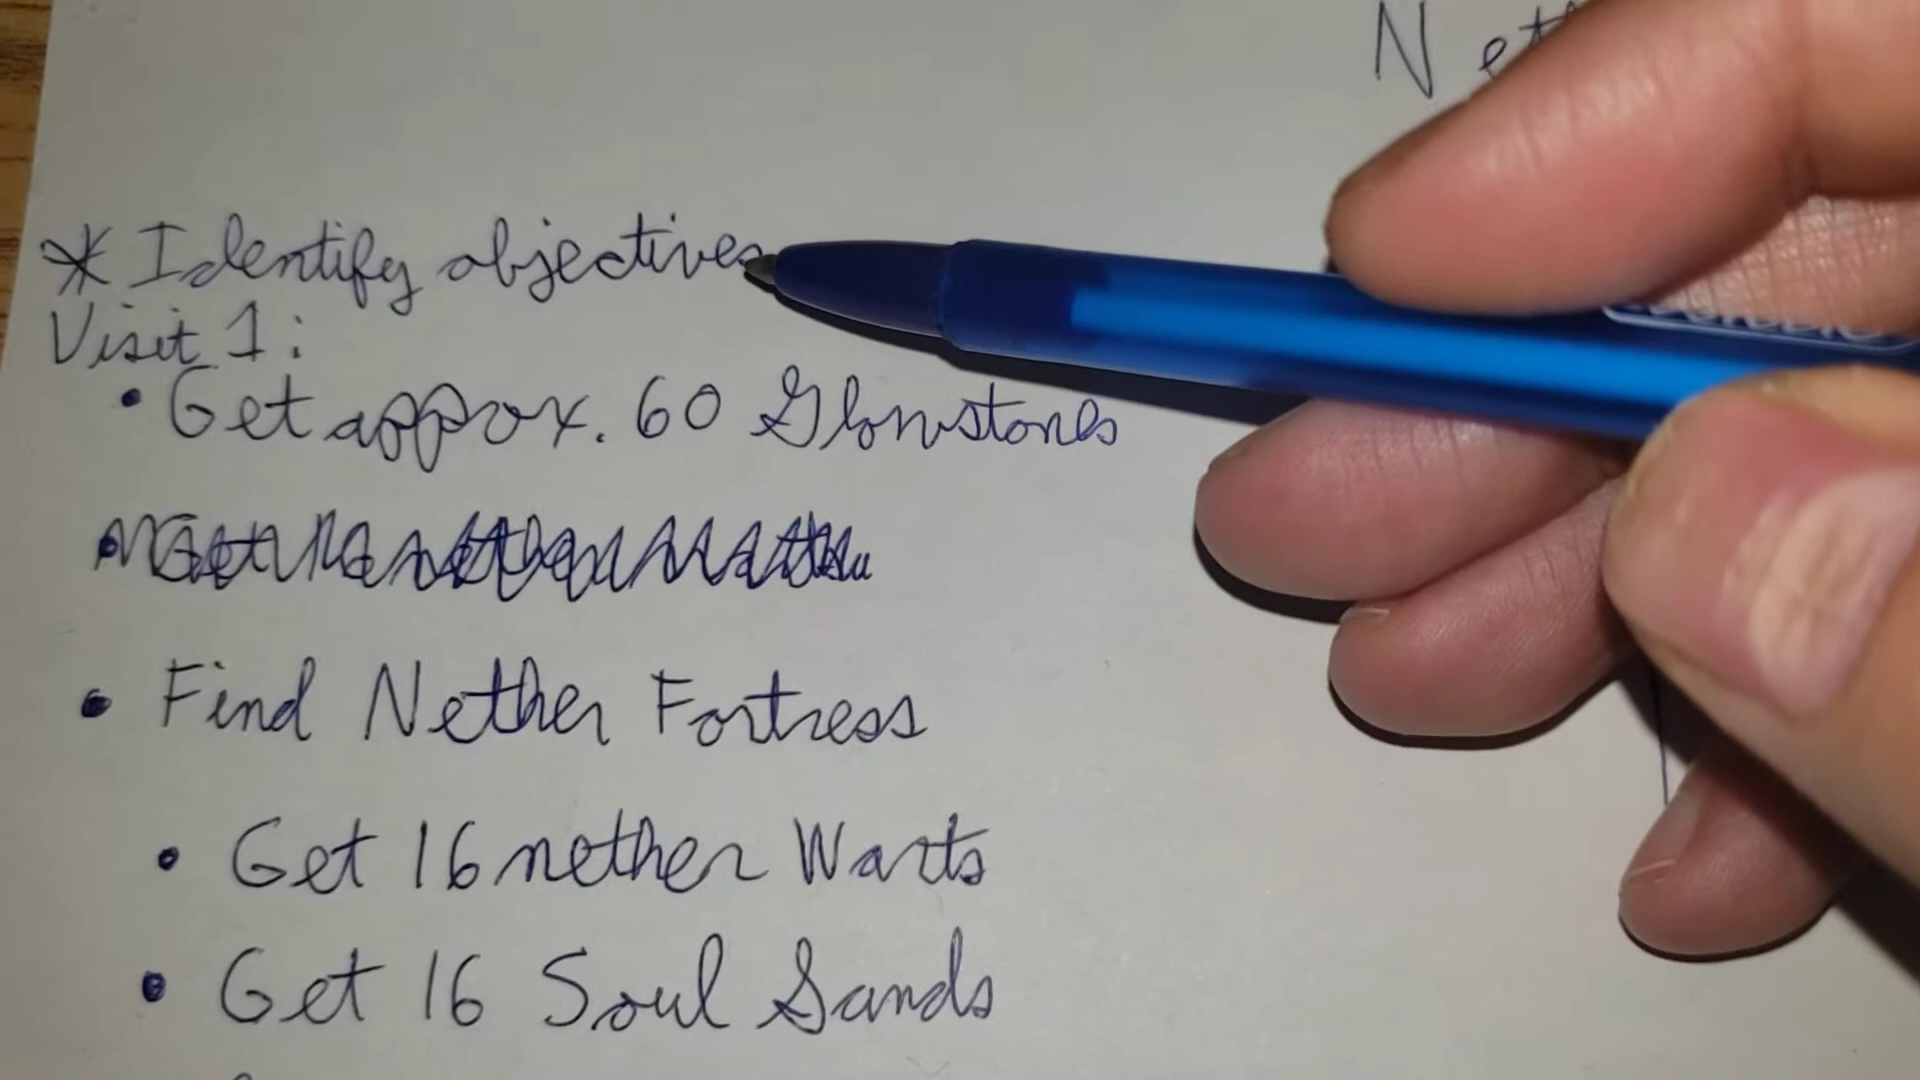 Net
* Identify objectives
Visit 1:
• Get approx. 60 Glowstones
• Find Nether Fortress
• Get 16 nether Warts
• Get 16 Soul Sands